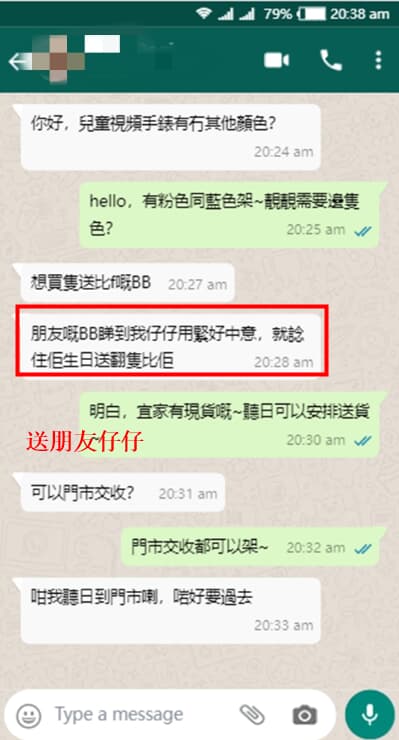 79% 20:38 am
你好，兒童視頻手錶有冇其他顏色?
20:24 am
hello，有粉色同藍色架~靚靚需要邊隻
色?
20:25 am
想買隻送比f嘅BB 20:27 am
朋友嘅BB睇到我仔仔用緊好中意，就諗
住佢生日送翻隻比佢
20:28 am
明白，宜家有現貨嘅~聽日可以安排送貨
20:30 am
送朋友仔仔
可以門市交收? 20:31 am
門市交收都可以架~ 20:32 am
咁我聽日到門市喇，啱好要過去
20:33 am
Type a message